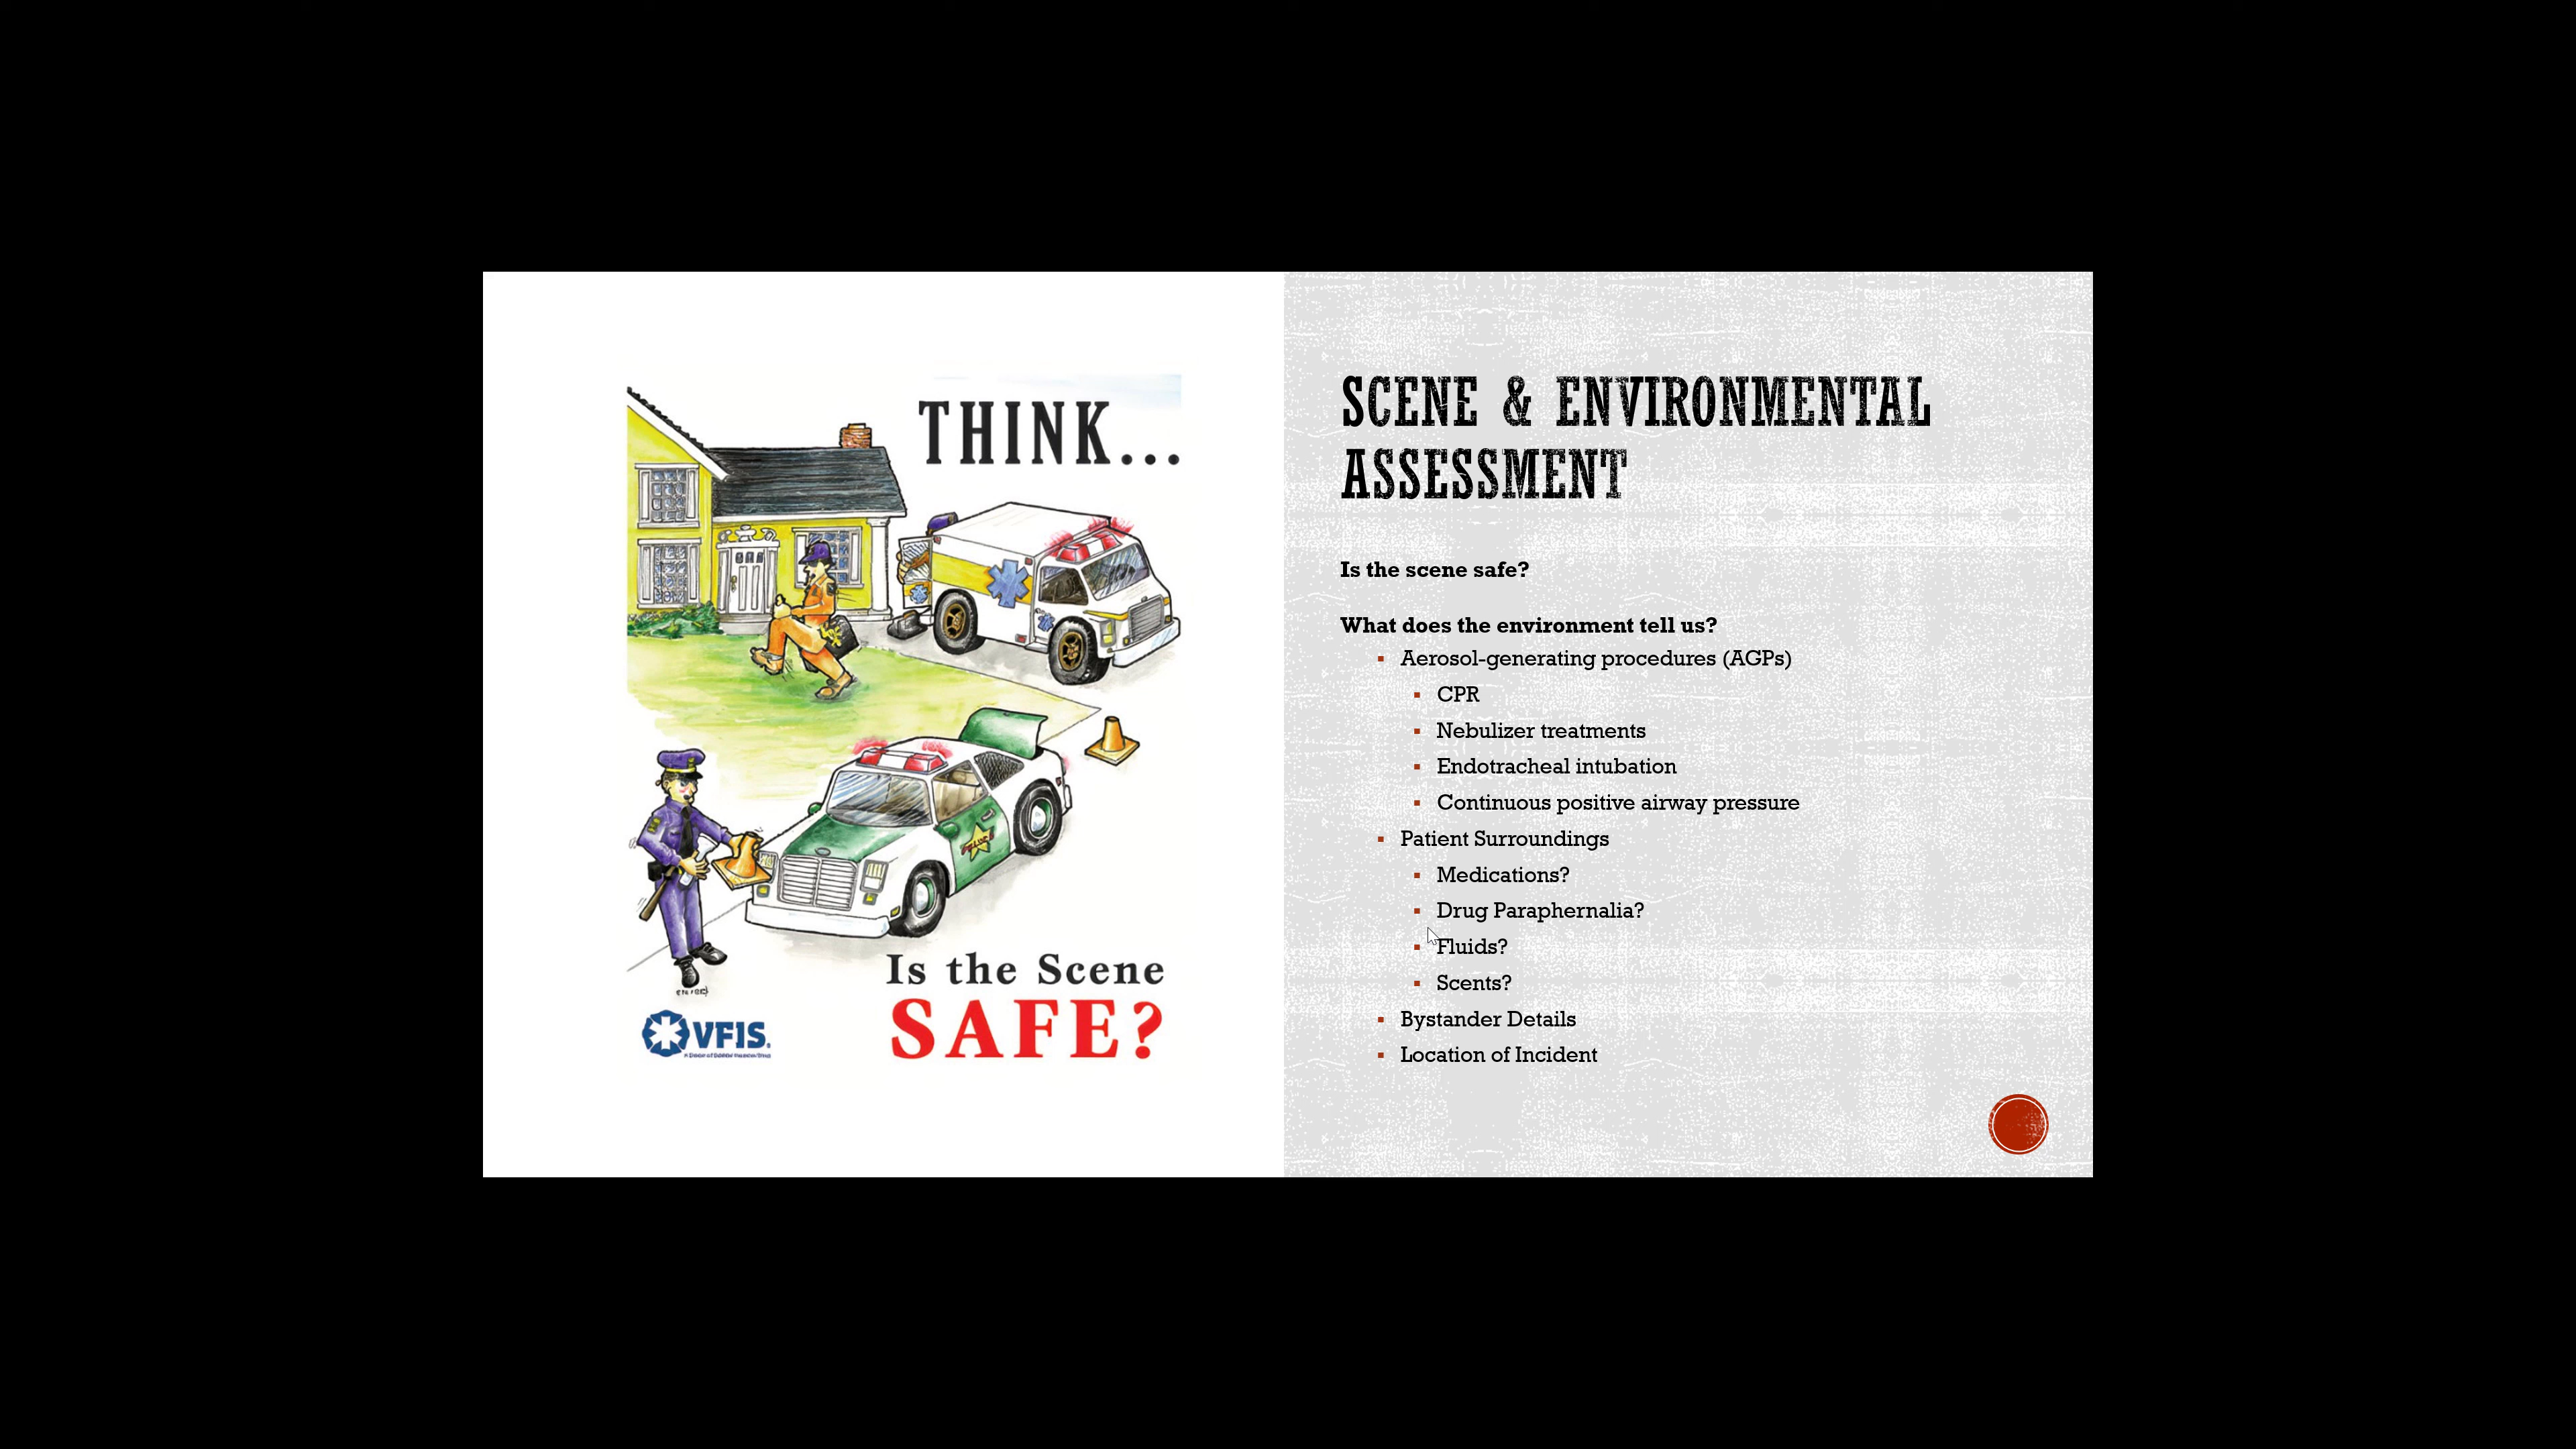 THINK...
Is the Scene
SAFE?
VFIS.
SCENE & ENVIRONMENTAL
ASSESSMENT
Is the scene safe?
What does the environment tell us?
Aerosol-generating procedures (AGPs)
CPR
Nebulizer treatments
Endotracheal intubation
Continuous positive airway pressure
Patient Surroundings
Medications?
Drug Paraphernalia?
Fluids?
Scents?
Bystander Details
Location of Incident